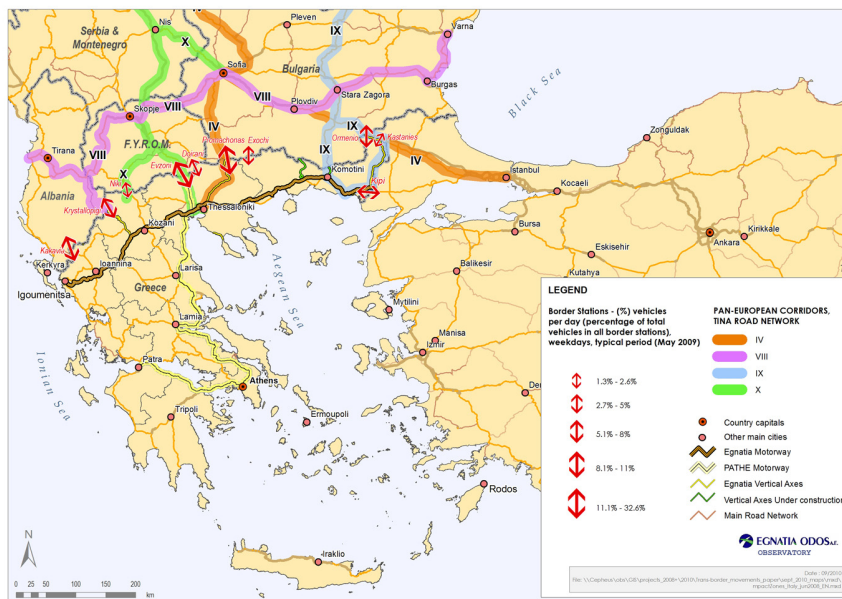 Nis
Pleven
Varna
IX
Serbia &
Montenegro
X
Sofia
Bulgaria
Black Sea
Burgas
Stara Zagora
VIII
Plovdiv
VIII
Skopje
IV
IX
Ormenio
Kastanies
Zonguldak
Tirana
F.Y.R.O.M.
Promachonas
Exochi
Doirani
VIII
IX
IV
Evzoni
X
Niki
Komotini
Kipi
Istanbul
Kocaeli
Albania
Krystallopigi
Thessaloniki
Kozani
Bursa
Ankara
Kirikkale
Kakavia
Eskisehir
Kerkyra
Ioannina
Larisa
Aegean Sea
Balikesir
Kutahya
Igoumenitsa
Greece
Mytilini
Lamia
Manisa
Izmir
Ionian Sea
Patra
Athens
De
Tripoli
Ermoupoli
Rodos
Iraklio
N
0 25 50 100 150 200
km
LEGEND
Border Stations - (%) vehicles
per day (percentage of total
vehicles in all border stations),
weekdays, typical period (May 2009)
1.3% - 2.6%
2.7% - 5%
5.1% - 8%
8.1% - 11%
11.1% - 32.6%
PAN-EUROPEAN CORRIDORS,
TINA ROAD NETWORK
IV
VIII
IX
X
Country capitals
Other main cities
Egnatia Motorway
PATHE Motorway
Egnatia Vertical Axes
Vertical Axes Under construction
Main Road Network
EGNATIA ODOS A.E.
OBSERVATORY
Date : 09/2010